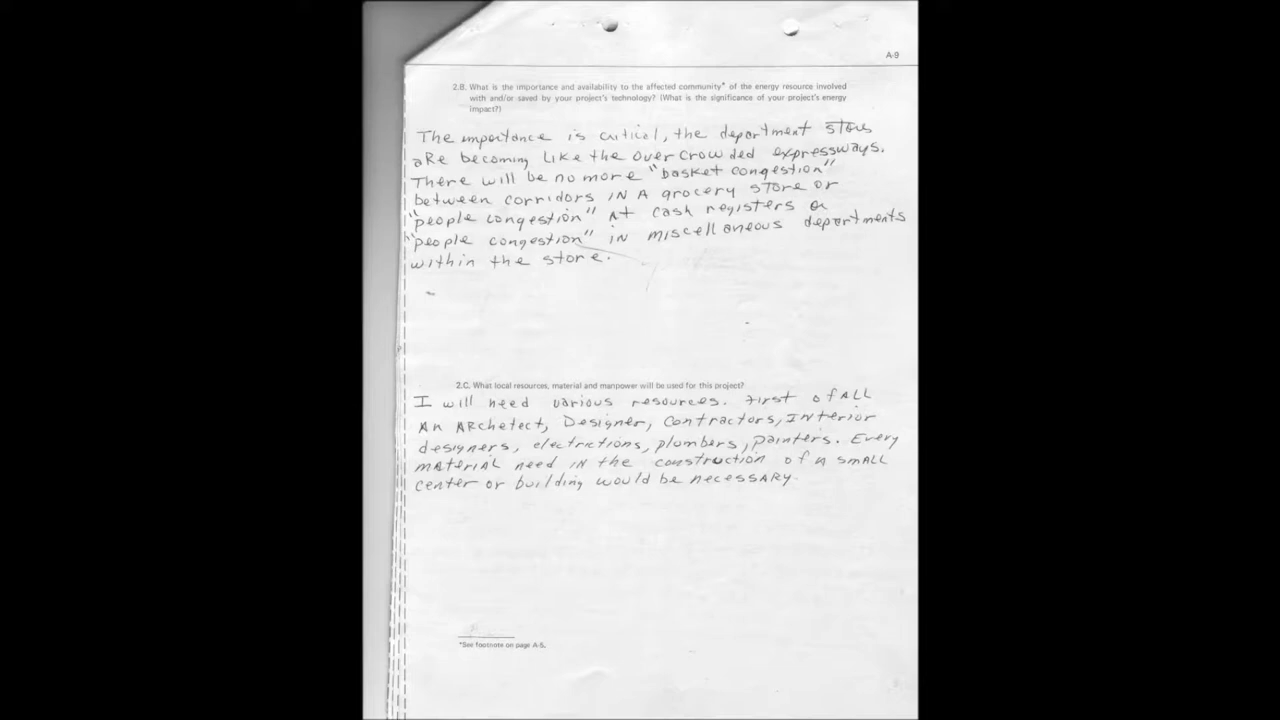 A-9
2.B. What is the importance and availability to the affected community* of the energy resource involved
with and/or saved by your project's technology? (What is the significance of your project's energy
impact?)
The importance is critical, the department stores
aRe becoming like the overcrowded expressways.
There will be no more "basket congestion"
between corridors IN A grocery store or
"people congestion" At cash registers or
"people congestion" in miscellaneous departments
within the store.
2.C. What local resources, material and manpower will be used for this project?
I will need various resources. First of ALL
An ARchetect, Designer, Contractors, INterior
designers, electrictions, plumbers, painters. Every
material need IN the construction of a small
center or building would be necessARy.
*See footnote on page A-5.